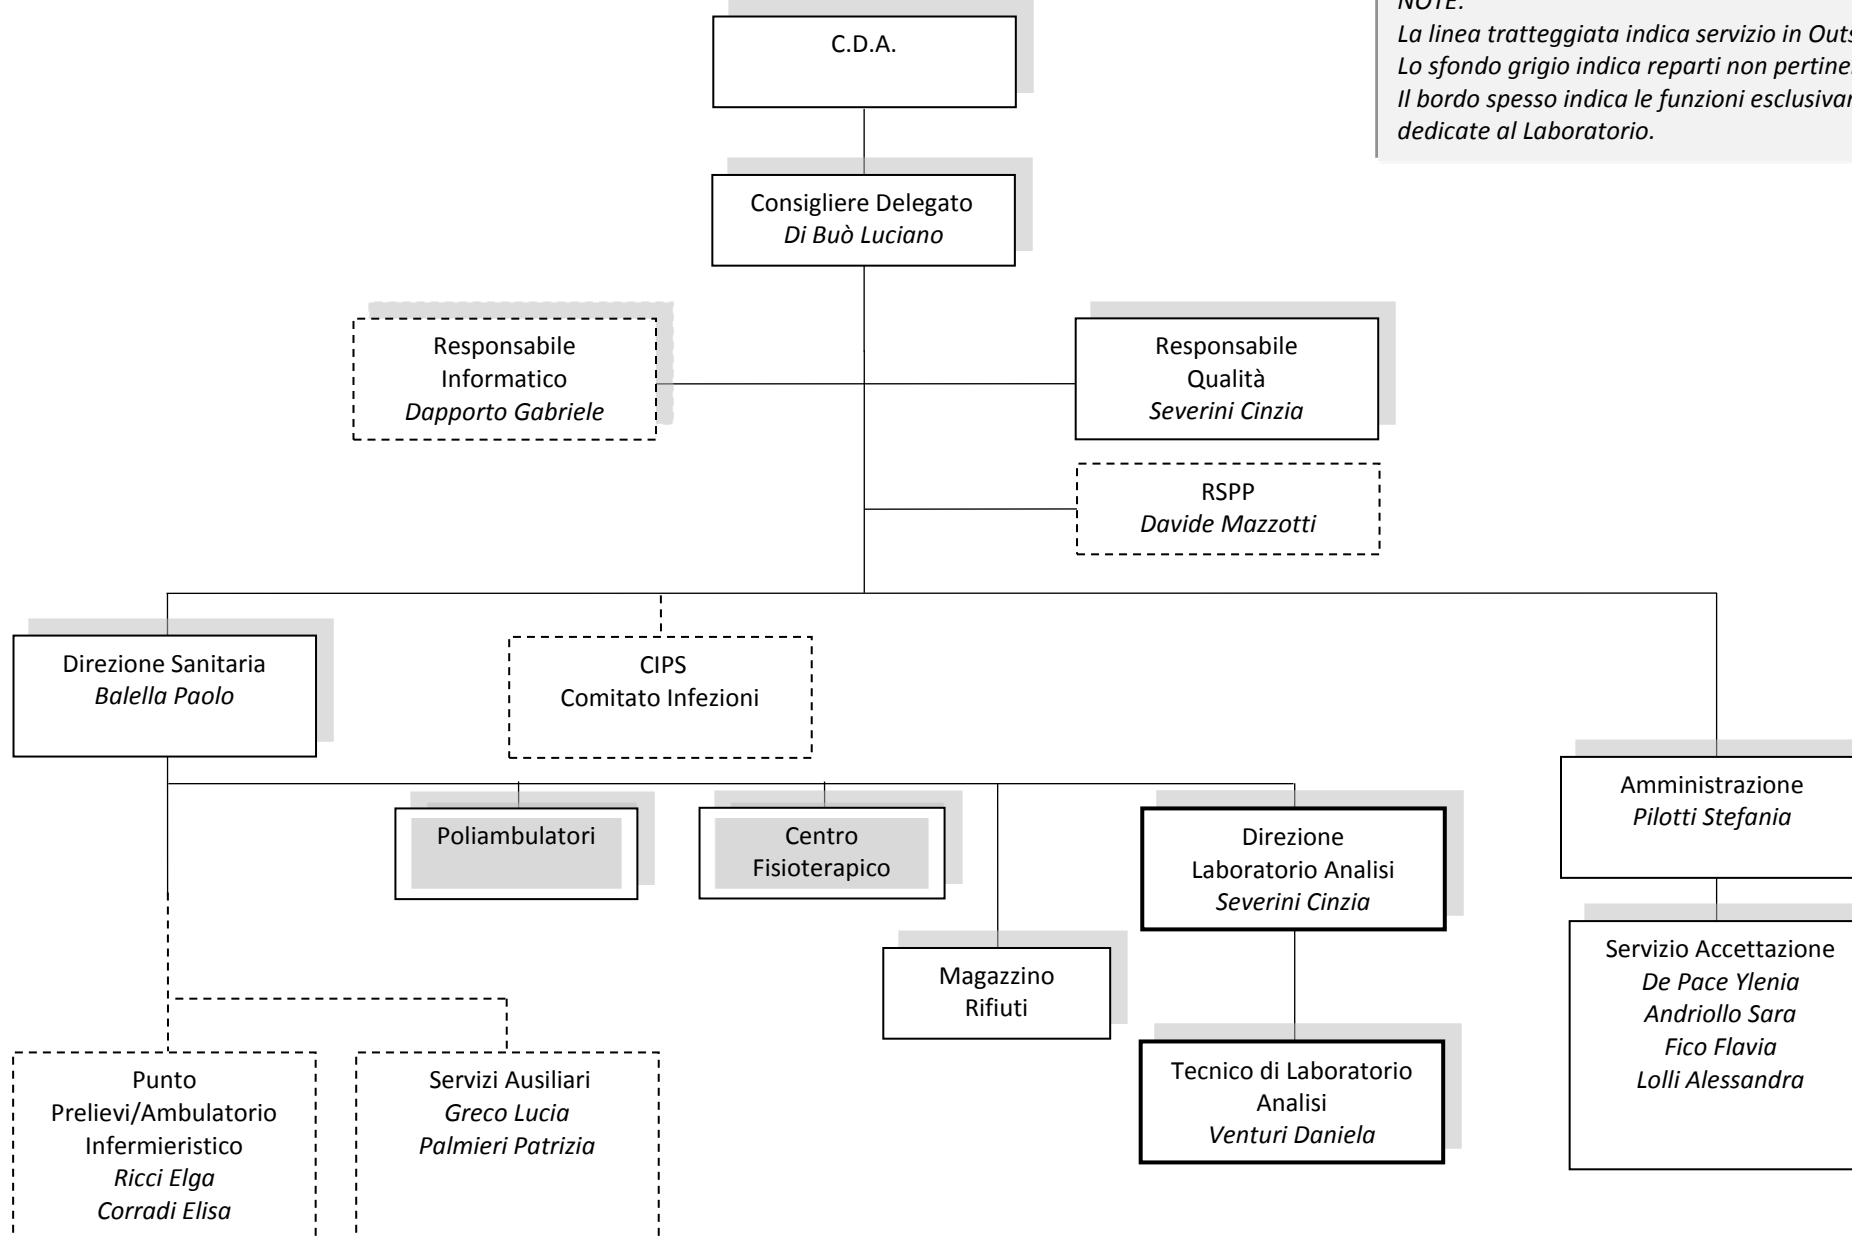 NOTE:
La linea tratteggiata indica servizio in
Lo sfondo grigio indica reparti non
Il bordo spesso indica le funzioni
dedicate al Laboratorio.
C.D.A.
Consigliere Delegato
Di Buò Luciano
Responsabile
Informatico
Dapporto Gabriele
Responsabile
Qualità
Severini Cinzia
RSPP
Davide Mazzotti
Direzione Sanitaria
Balella Paolo
CIPS
Comitato Infezioni
Amministrazione
Pilotti Stefania
Poliambulatori
Centro
Fisioterapico
Direzione
Laboratorio Analisi
Severini Cinzia
Magazzino
Rifiuti
Servizio Accettazione
De Pace Ylenia
Andriollo Sara
Fico Flavia
Lolli Alessandra
Tecnico di Laboratorio
Analisi
Venturi Daniela
Punto
Prelievi/Ambulatorio
Infermieristico
Ricci Elga
Corradi Elisa
Servizi Ausiliari
Greco Lucia
Palmieri Patrizia